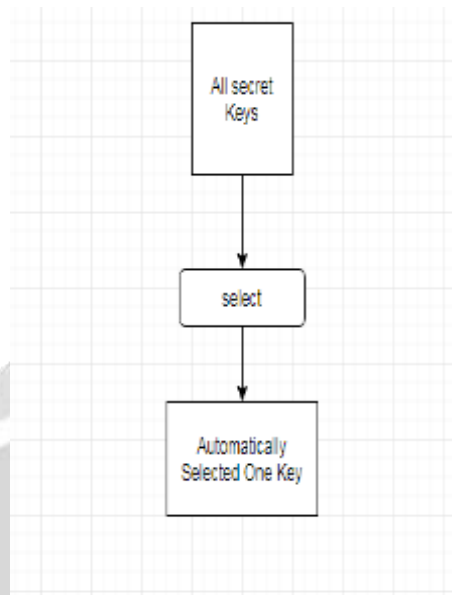 All secret
Keys
select
Automatically
Selected One Key